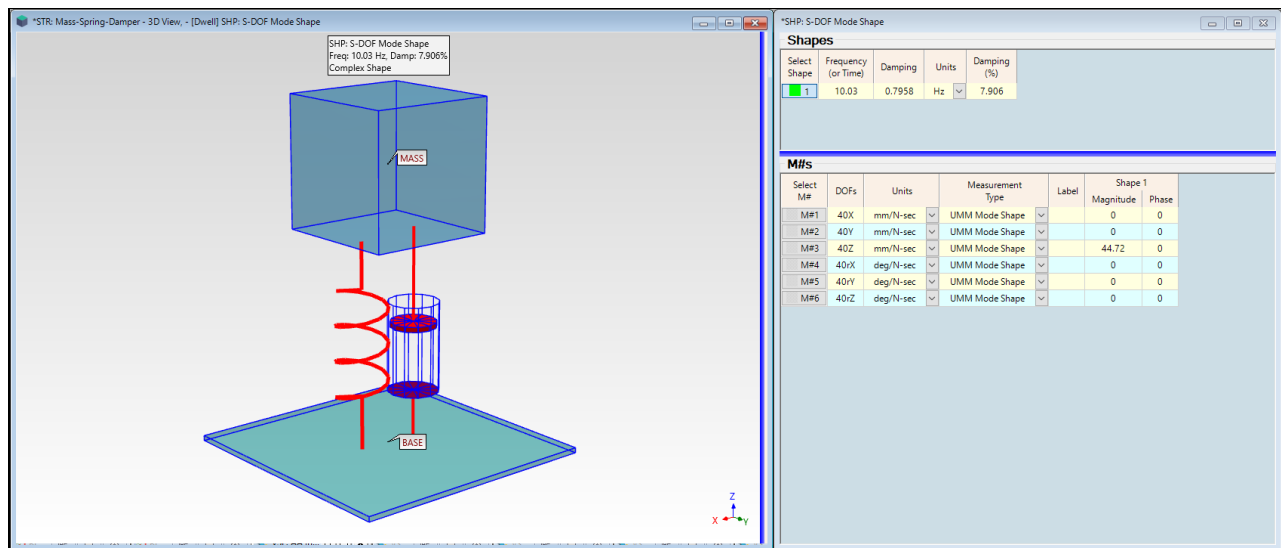 *STR: Mass-Spring-Damper - 3D View, - [Dwell] SHP: S-DOF Mode Shape
SHP: S-DOF Mode Shape
Freq: 10.03 Hz, Damp: 7.906%
Complex Shape
MASS
BASE
Z
X
Y
*SHP: S-DOF Mode Shape
Shapes
Select Shape Frequency (or Time) Damping Units Damping (%)
1 10.03 0.7958 Hz 7.906
M#s
Select M# DOFs Units Measurement Type Label Shape 1
Magnitude Phase
M#1 40X mm/N-sec UMM Mode Shape 0 0
M#2 40Y mm/N-sec UMM Mode Shape 0 0
M#3 40Z mm/N-sec UMM Mode Shape 44.72 0
M#4 40rX deg/N-sec UMM Mode Shape 0 0
M#5 40rY deg/N-sec UMM Mode Shape 0 0
M#6 40rZ deg/N-sec UMM Mode Shape 0 0